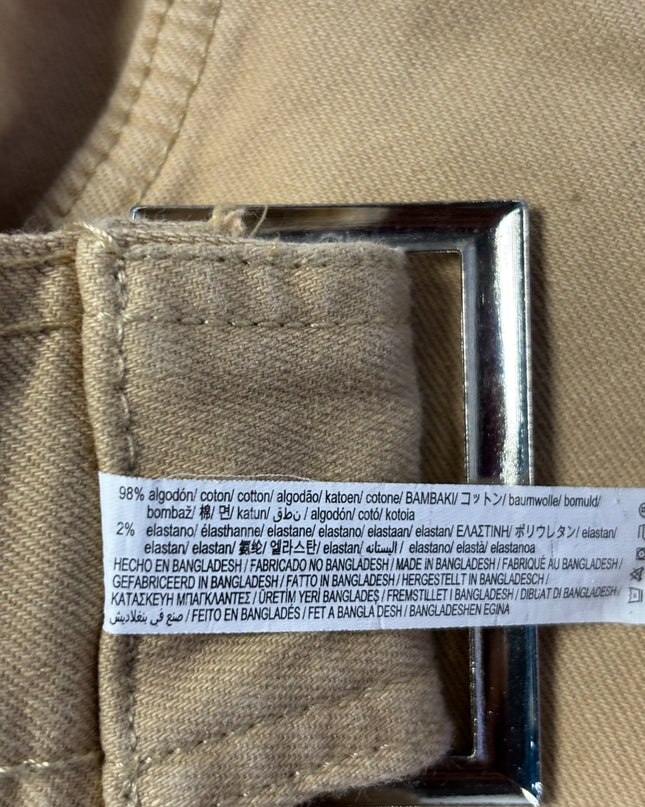 98% algodón/ coton/ cotton/ algodão/ katoen/ cotone/ BAMBAKI/ コットン/ baumwolle/ bomuld/
bombaž/ 棉/ 면/ katun/ قطن / algodón/ cotó/ kotoia
2% elastano/ élasthanne/ elastane/ elastano/ elastaan/ elastan/ ΕΛΑΣΤΙΝΗ/ ポリウレタン/ elastan/
elastan/ elastan/ 氨纶/ 엘라스탄/ elastan/ اليستانه / elastano/ elastà/ elastanoa
HECHO EN BANGLADESH / FABRICADO NO BANGLADESH / MADE IN BANGLADESH / FABRIQUÉ AU BANGLADESH /
GEFABRICEERD IN BANGLADESH / FATTO IN BANGLADESH / HERGESTELLT IN BANGLADESCH /
ΚΑΤΑΣΚΕΥΗ ΜΠΑΓΚΛΑΝΤΕΣ / ÜRETİM YERİ BANGLADEŞ / FREMSTILLET I BANGLADESH / DIBUAT DI BANGLADESH /
صنع في بنغلاديش / FEITO EN BANGLADÉS / FET A BANGLA DESH / BANGLADESHEN EGINA